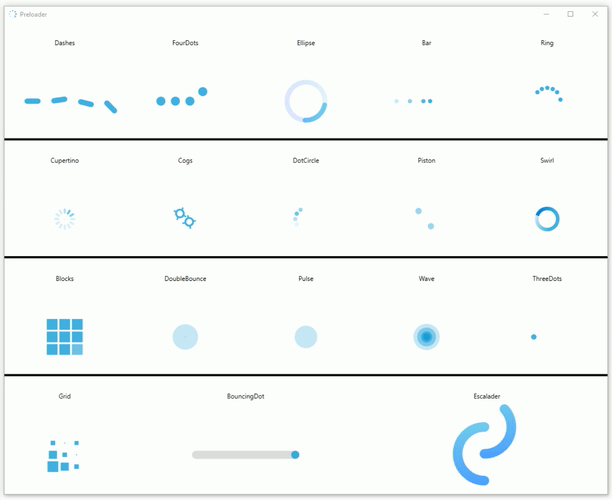 Preloader
Dashes FourDots Ellipse Bar Ring
Cupertino Cogs DotCircle Piston Swirl
Blocks DoubleBounce Pulse Wave ThreeDots
Grid BouncingDot Escalader